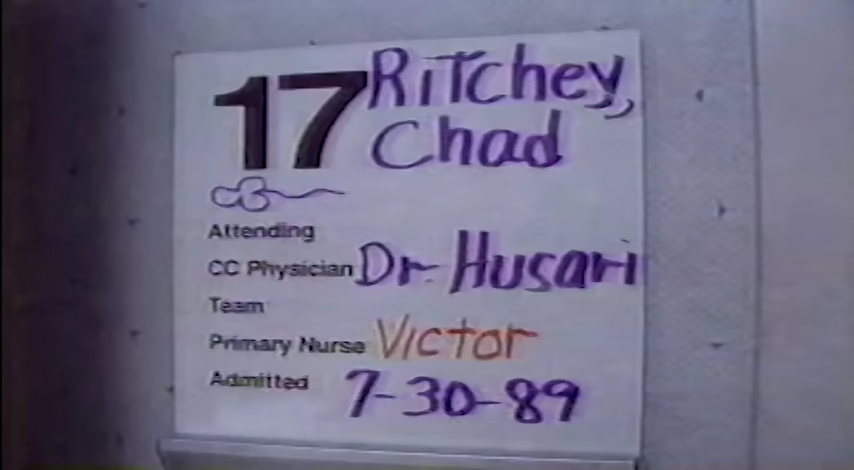 17 Ritchey,
Chad
Attending
CC Physician Dr. Husari
Team
Primary Nurse Victor
Admitted 7-30-89